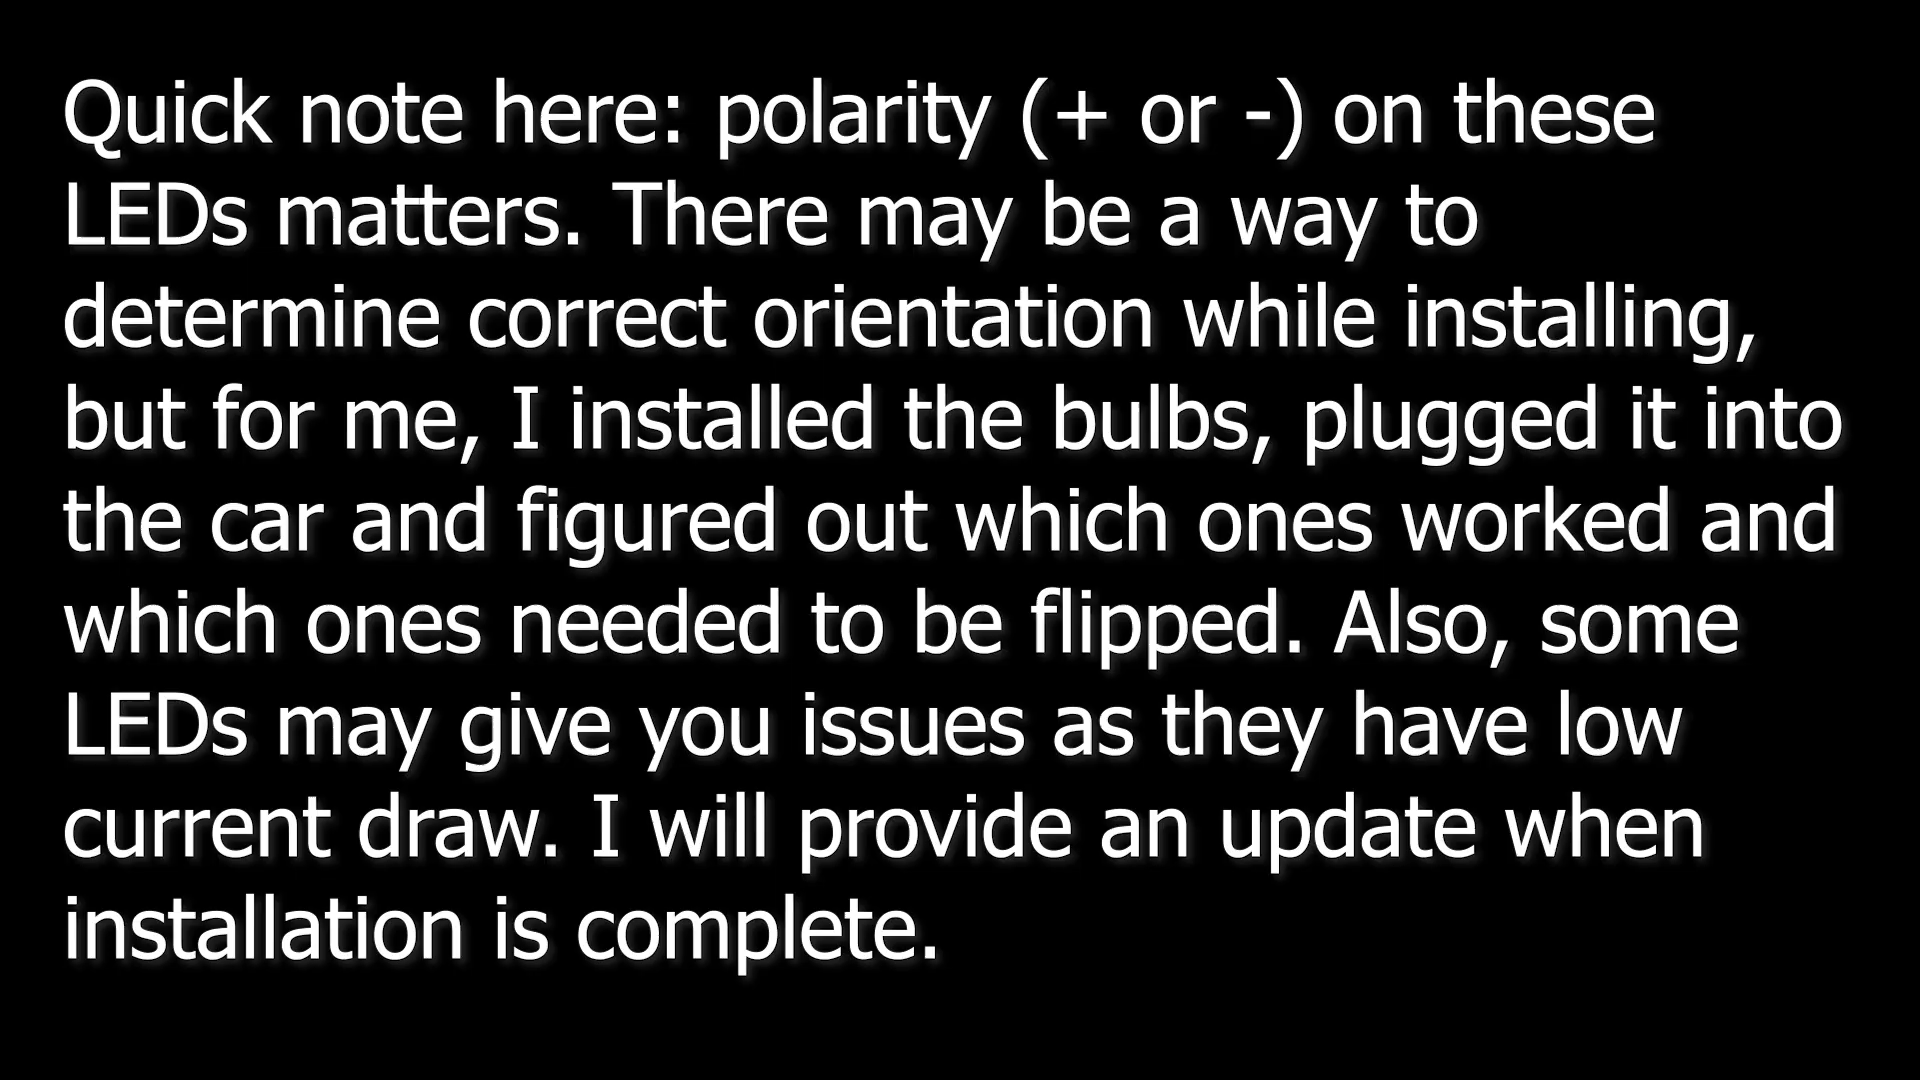 Quick note here: polarity (+ or -) on these
LEDs matters. There may be a way to
determine correct orientation while installing,
but for me, I installed the bulbs, plugged it into
the car and figured out which ones worked and
which ones needed to be flipped. Also, some
LEDs may give you issues as they have low
current draw. I will provide an update when
installation is complete.